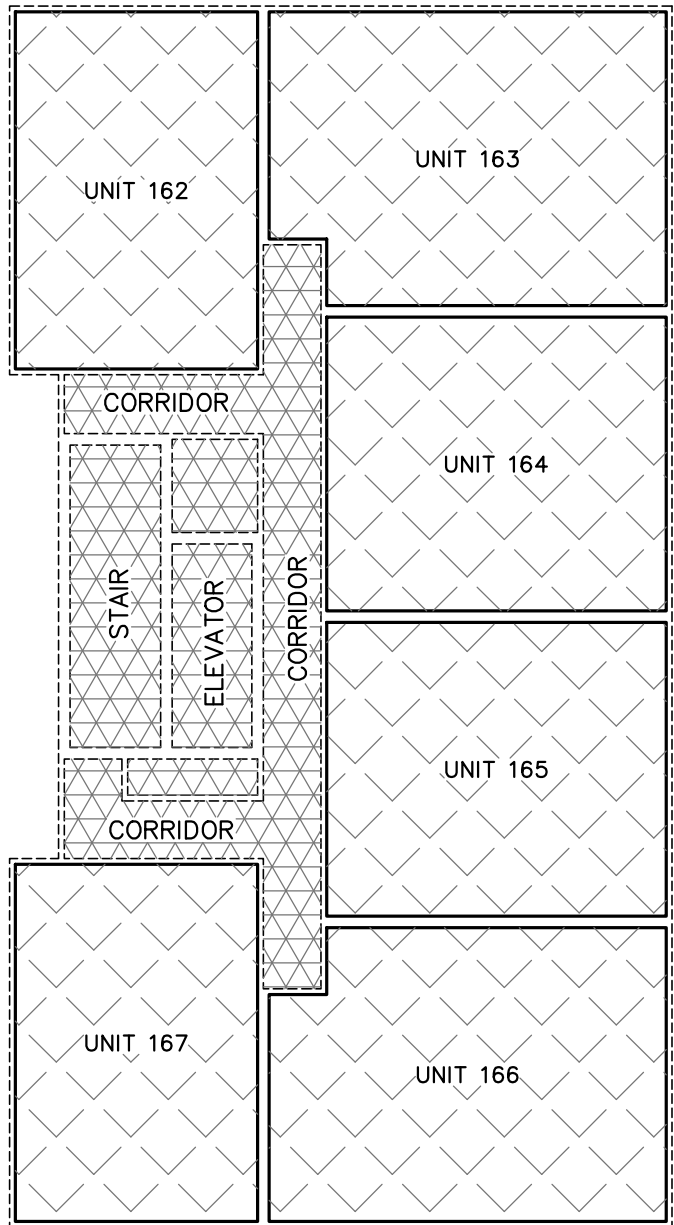 UNIT 162
UNIT 163
CORRIDOR
UNIT 164
STAIR
ELEVATOR
CORRIDOR
UNIT 165
CORRIDOR
UNIT 167
UNIT 166